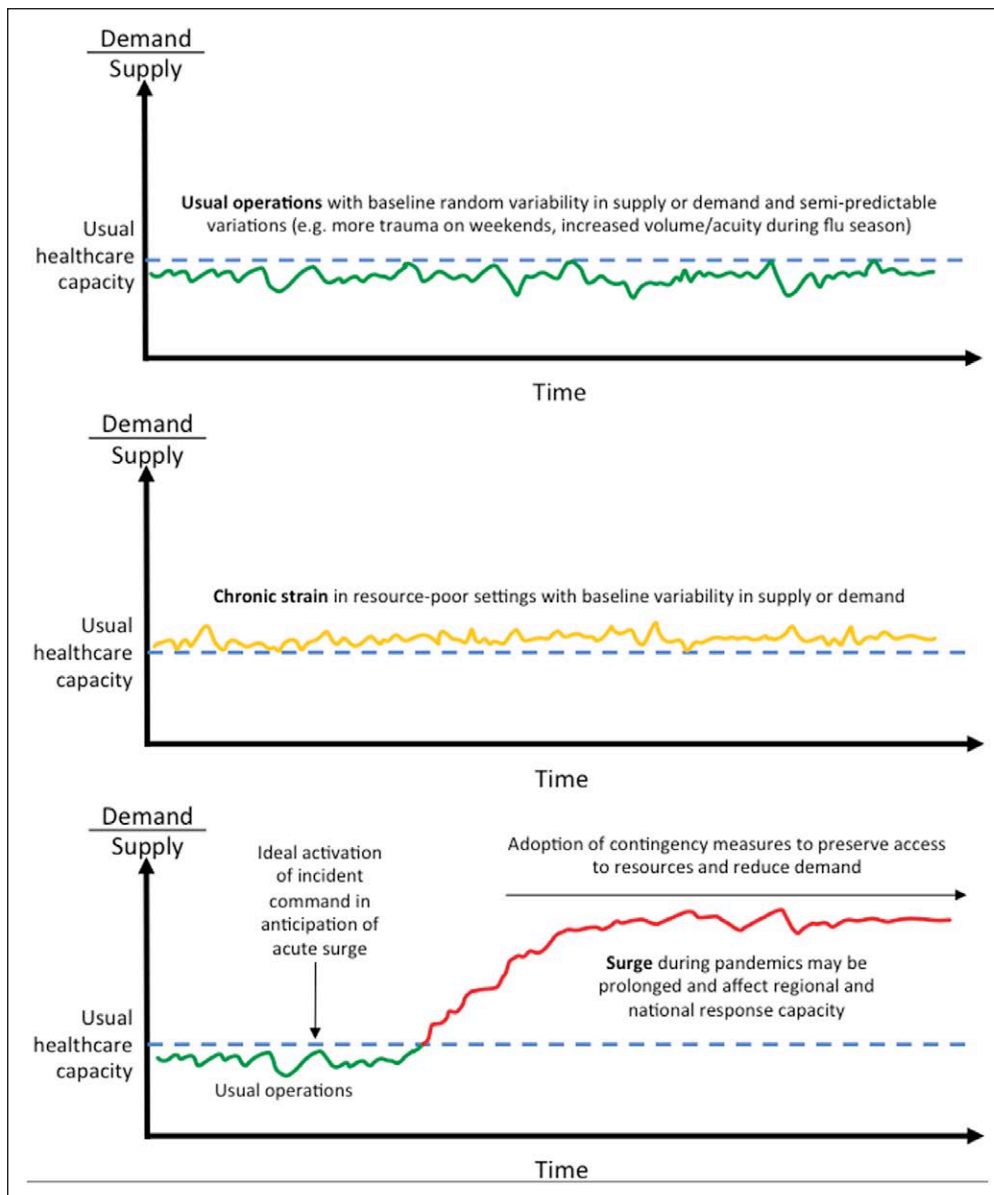 Demand
Supply
Usual operations with baseline random variability in supply or demand and semi-predictable
variations (e.g. more trauma on weekends, increased volume/acuity during flu season)
Usual
healthcare
capacity
Time
Demand
Supply
Chronic strain in resource-poor settings with baseline variability in supply or demand
Usual
healthcare
capacity
Time
Demand
Supply
Ideal activation
of incident
command in
anticipation of
acute surge
Adoption of contingency measures to preserve access
to resources and reduce demand
Surge during pandemics may be
prolonged and affect regional and
national response capacity
Usual
healthcare
capacity
Usual operations
Time